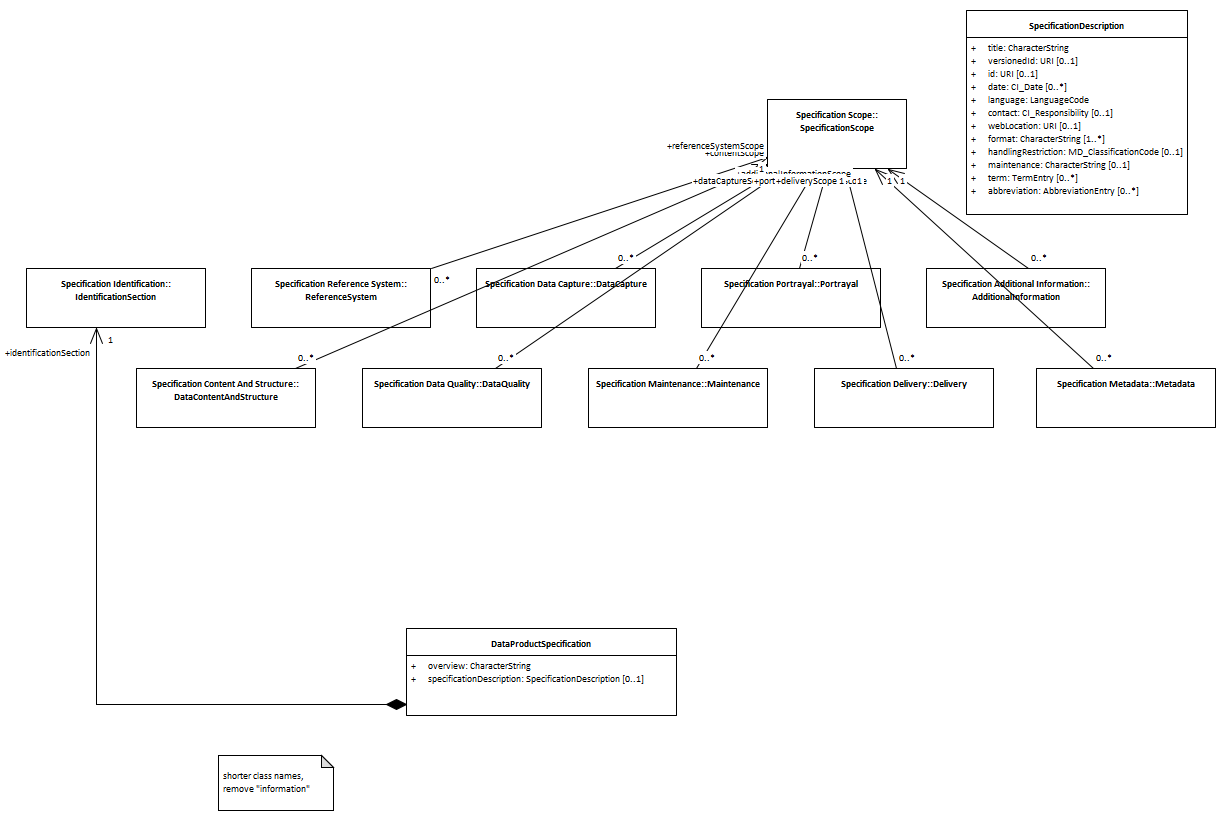 SpecificationDescription
+ title: CharacterString
+ versionedId: URI [0..1]
+ id: URI [0..1]
+ date: CI_Date [0..*]
+ language: LanguageCode
+ contact: CI_Responsibility [0..1]
+ webLocation: URI [0..1]
+ format: CharacterString [1..*]
+ handlingRestriction: MD_ClassificationCode [0..1]
+ maintenance: CharacterString [0..1]
+ term: TermEntry [0..*]
+ abbreviation: AbbreviationEntry [0..*]
Specification Scope::
SpecificationScope
+referenceSystemScope
+contentScope
1
additionalInformationScope
+dataCaptureS +port +deliveryScope 1
1 1
0..*
0..*
0..*
0..*
Specification Identification::
IdentificationSection
Specification Reference System::
ReferenceSystem
Specification Data Capture::DataCapture
Specification Portrayal::Portrayal
Specification Additional Information::
AdditionalInformation
1
+identificationSection
0..*
0..*
0..*
0..*
0..*
Specification Content And Structure::
DataContentAndStructure
Specification Data Quality::DataQuality
Specification Maintenance::Maintenance
Specification Delivery::Delivery
Specification Metadata::Metadata
DataProductSpecification
+ overview: CharacterString
+ specificationDescription: SpecificationDescription [0..1]
shorter class names,
remove "information"